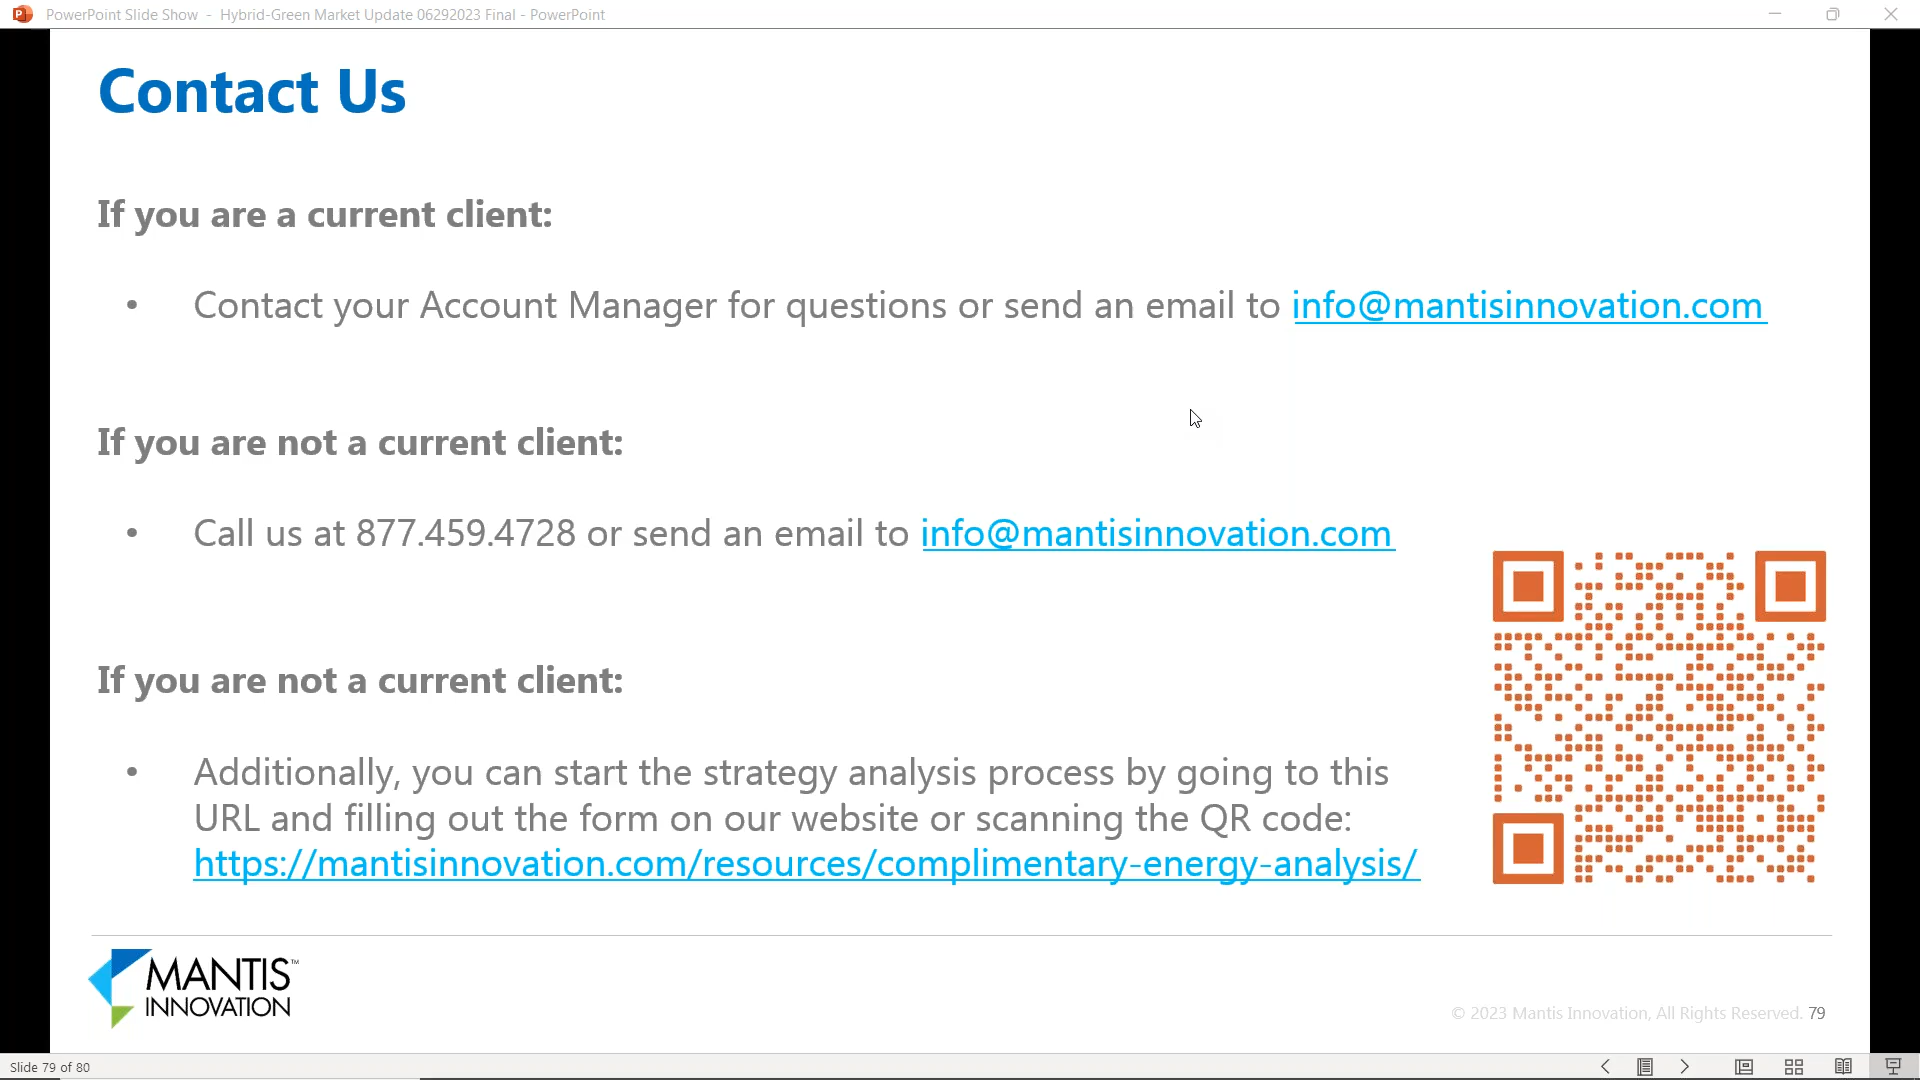 PowerPoint Slide Show - Hybrid-Green Market Update 06292023 Final - PowerPoint
Contact Us
If you are a current client:
• Contact your Account Manager for questions or send an email to info@mantisinnovation.com
If you are not a current client:
• Call us at 877.459.4728 or send an email to info@mantisinnovation.com
If you are not a current client:
• Additionally, you can start the strategy analysis process by going to this
URL and filling out the form on our website or scanning the QR code:
https://mantisinnovation.com/resources/complimentary-energy-analysis/
MANTIS™
INNOVATION
© 2023 Mantis Innovation, All Rights Reserved. 79
Slide 79 of 80